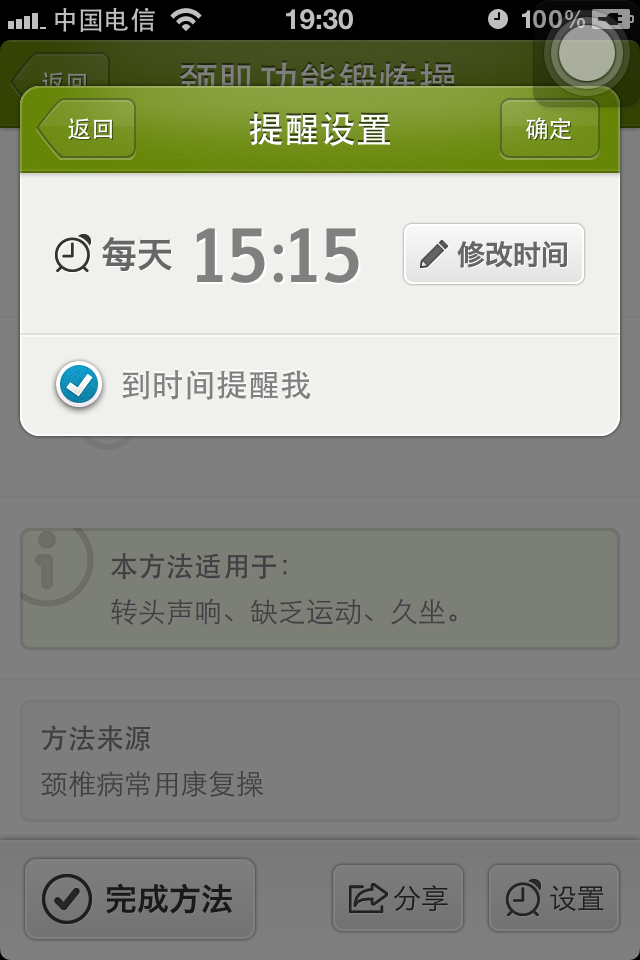 中国电信 19:30 100%
返回 颈肌功能锻炼操
返回 提醒设置 确定
每天 15:15 修改时间
到时间提醒我
本方法适用于:
转头声响、缺乏运动、久坐。
方法来源
颈椎病常用康复操
完成方法 分享 设置